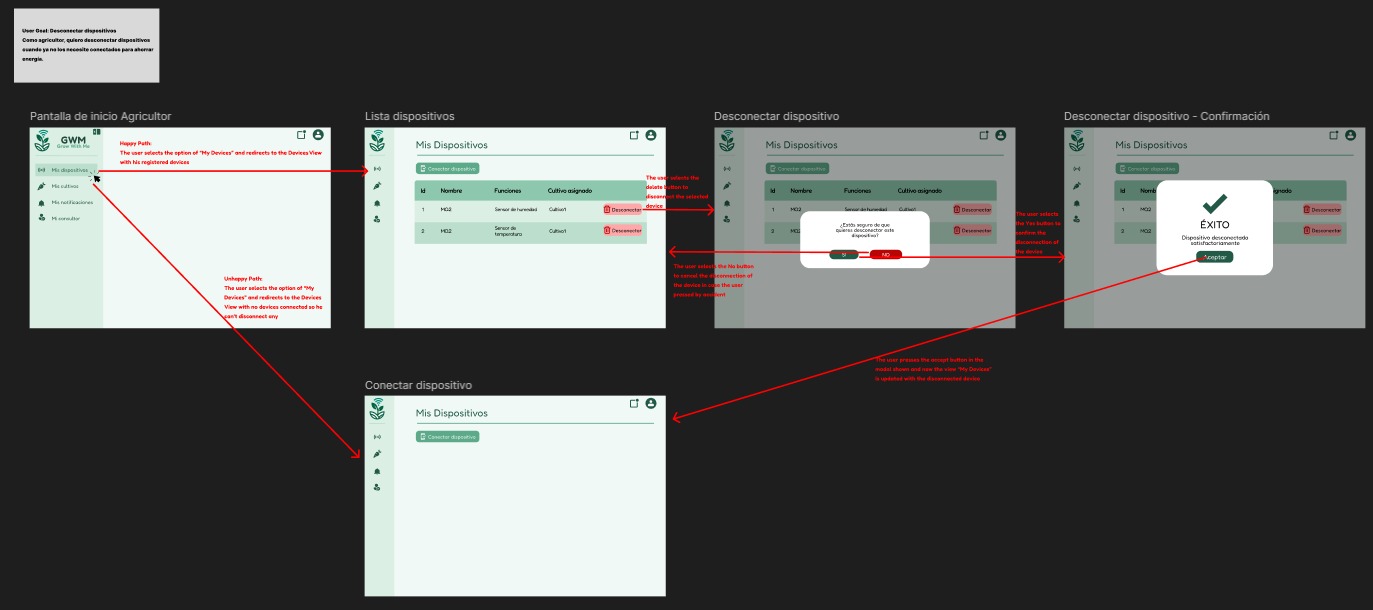 User Goal: Desconectar dispositivos
Como agricultor, quiero desconectar dispositivos
cuando ya no los necesite conectados para ahorrar
energía.
Pantalla de inicio Agricultor
GWM
Grow With Me
Mis dispositivos
Mis cultivos
Mis notificaciones
Mi consultor
Happy Path:
The user selects the option of "My Devices" and redirects to the Devices View
with his registered devices
Unhappy Path:
The user selects the option of "My
Devices" and redirects to the Devices
View with no devices connected so he
can't disconnect any
Lista dispositivos
Mis Dispositivos
Conectar dispositivo
Id Nombre Funciones Cultivo asignado
1 MQ2 Sensor de humedad Cultivo1 Desconectar
2 MQ2 Sensor de
temperatura Cultivo1 Desconectar
The user selects the
delete button to
disconnect the selected
device
The user selects the No button
to cancel the disconnection of
the device in case the user
pressed by accident
Desconectar dispositivo
Mis Dispositivos
Conectar dispositivo
Id Nombre Funciones Cultivo asignado
1 MQ2 Sensor de humedad Cultivo1 Desconectar
2 MQ2 Desconectar
¿Estás seguro de que
quieres desconectar este
dispositivo?
SI NO
The user selects
the Yes button to
confirm the
disconnection of
the device
Desconectar dispositivo - Confirmación
Mis Dispositivos
Conectar dispositivo
Id
1 Desconectar
2 Desconectar
ÉXITO
Dispositivo desconectado
satisfactoriamente
Aceptar
The user presses the accept button in the
modal shown and now the view "My Devices"
is updated with the disconnected device
Conectar dispositivo
Mis Dispositivos
Conectar dispositivo